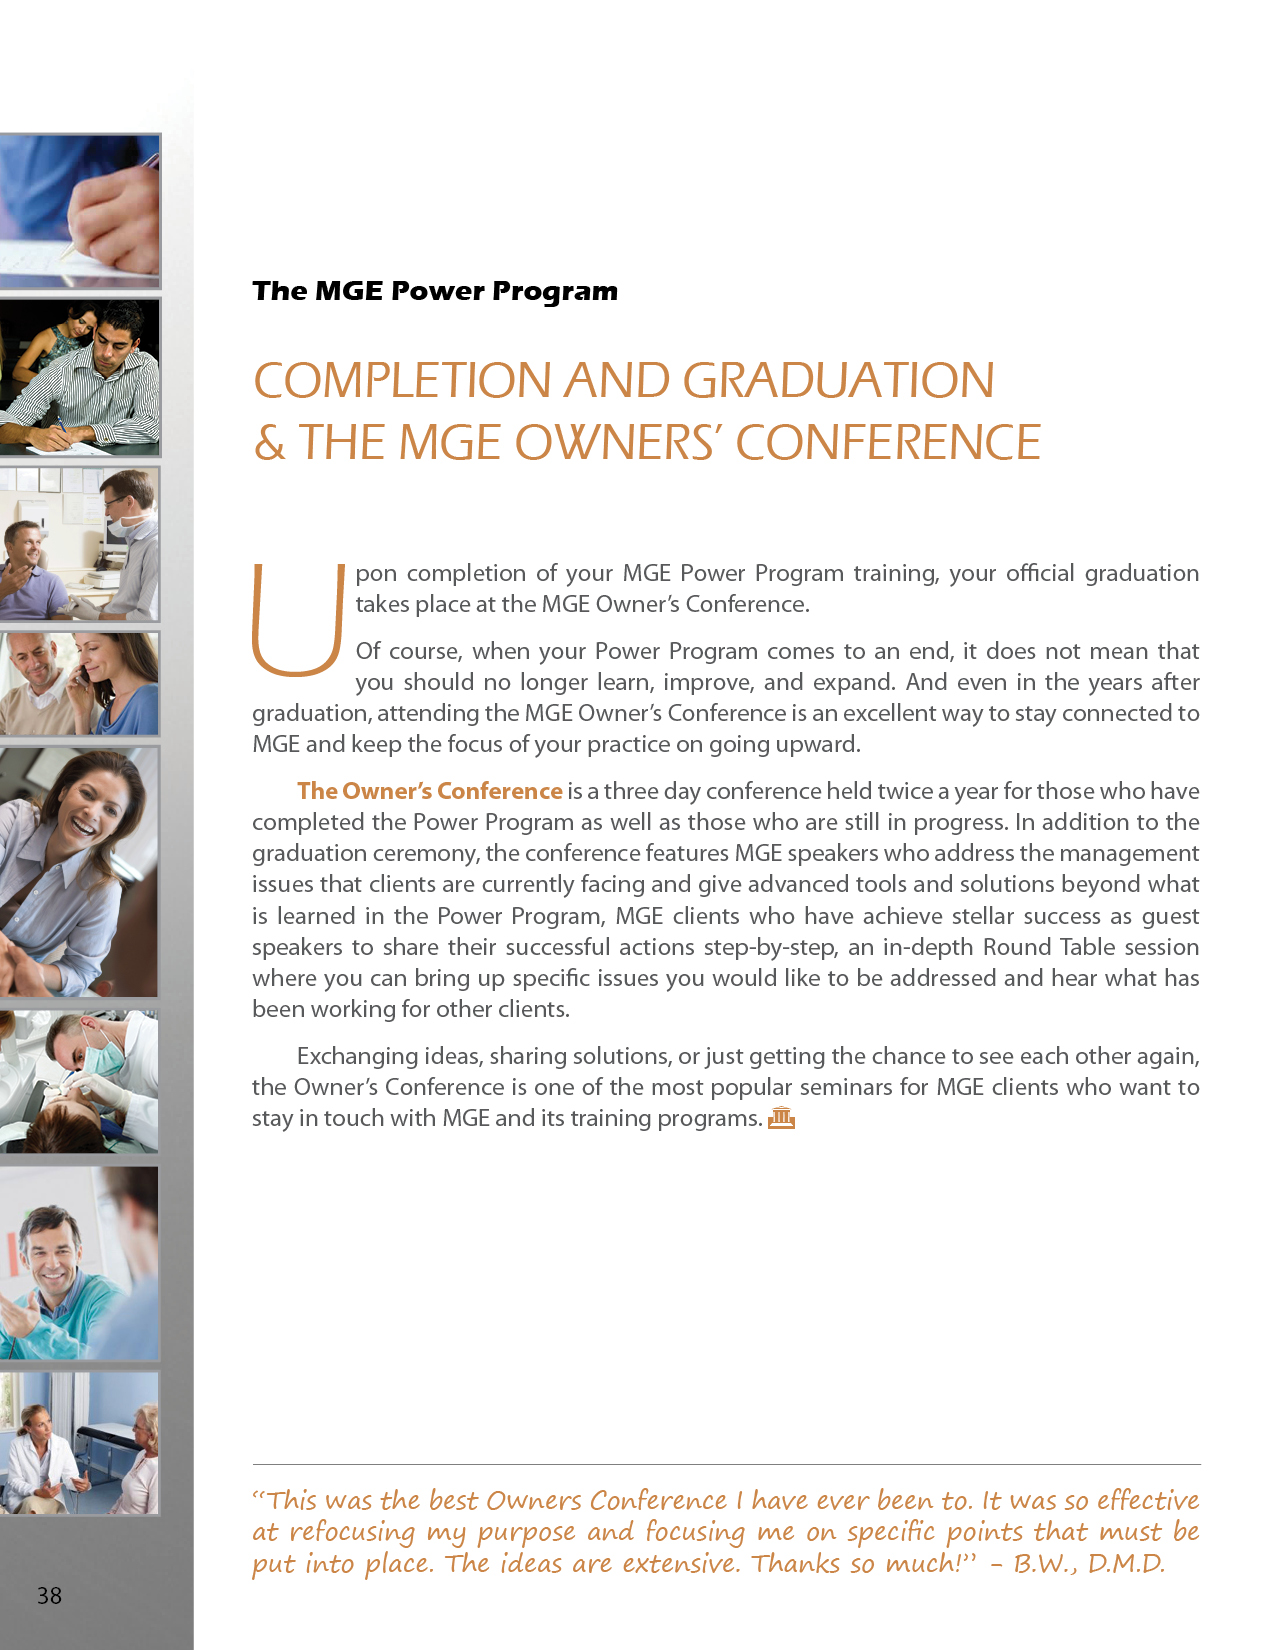 The MGE Power Program
COMPLETION AND GRADUATION
& THE MGE OWNERS’ CONFERENCE
Upon completion of your MGE Power Program training, your official graduation
takes place at the MGE Owner’s Conference.
Of course, when your Power Program comes to an end, it does not mean that
you should no longer learn, improve, and expand. And even in the years after
graduation, attending the MGE Owner’s Conference is an excellent way to stay connected to
MGE and keep the focus of your practice on going upward.
The Owner’s Conference is a three day conference held twice a year for those who have
completed the Power Program as well as those who are still in progress. In addition to the
graduation ceremony, the conference features MGE speakers who address the management
issues that clients are currently facing and give advanced tools and solutions beyond what
is learned in the Power Program, MGE clients who have achieve stellar success as guest
speakers to share their successful actions step-by-step, an in-depth Round Table session
where you can bring up specific issues you would like to be addressed and hear what has
been working for other clients.
Exchanging ideas, sharing solutions, or just getting the chance to see each other again,
the Owner’s Conference is one of the most popular seminars for MGE clients who want to
stay in touch with MGE and its training programs.
“This was the best Owners Conference I have ever been to. It was so effective
at refocusing my purpose and focusing me on specific points that must be
put into place. The ideas are extensive. Thanks so much!” – B.W., D.M.D.
38